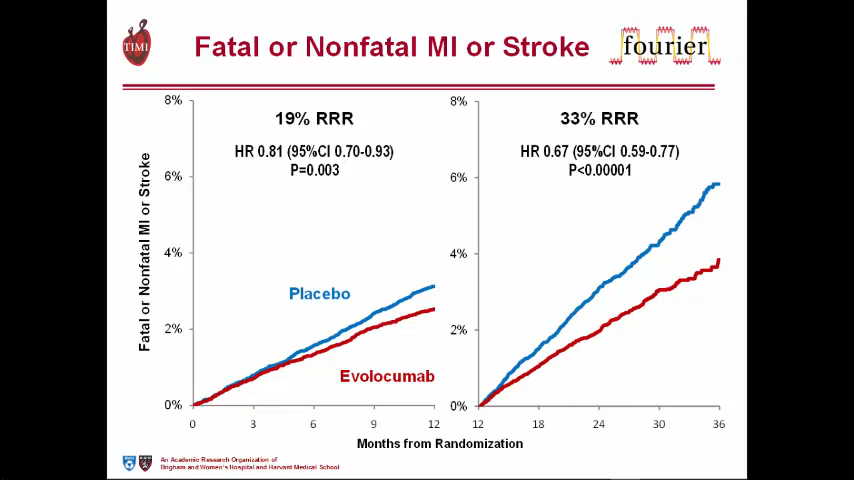 TIMI
Fatal or Nonfatal MI or Stroke
fourier
8%
19% RRR
HR 0.81 (95%CI 0.70-0.93)
P=0.003
6%
4%
2%
0%
Fatal or Nonfatal MI or Stroke
Placebo
Evolocumab
0 3 6 9 12
8%
33% RRR
HR 0.67 (95%CI 0.59-0.77)
P<0.00001
6%
4%
2%
0%
12 18 24 30 36
Months from Randomization
An Academic Research Organization of
Brigham and Women's Hospital and Harvard Medical School